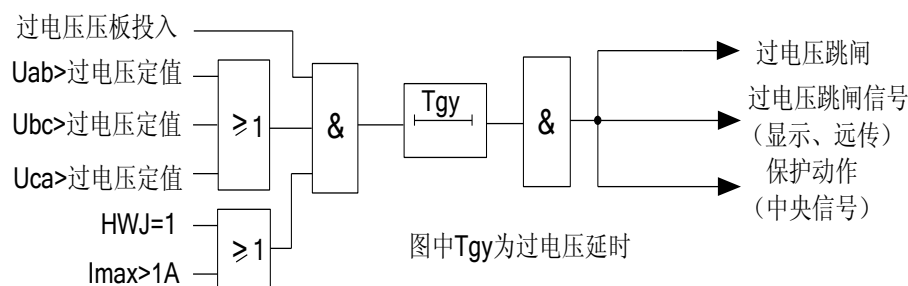 过电压压板投入
Uab>过电压定值
Ubc>过电压定值
Uca>过电压定值
HWJ=1
Imax>1A
≥1
≥1
&
Tgy
&
过电压跳闸
过电压跳闸信号
（显示、远传）
保护动作
（中央信号）
图中Tgy为过电压延时